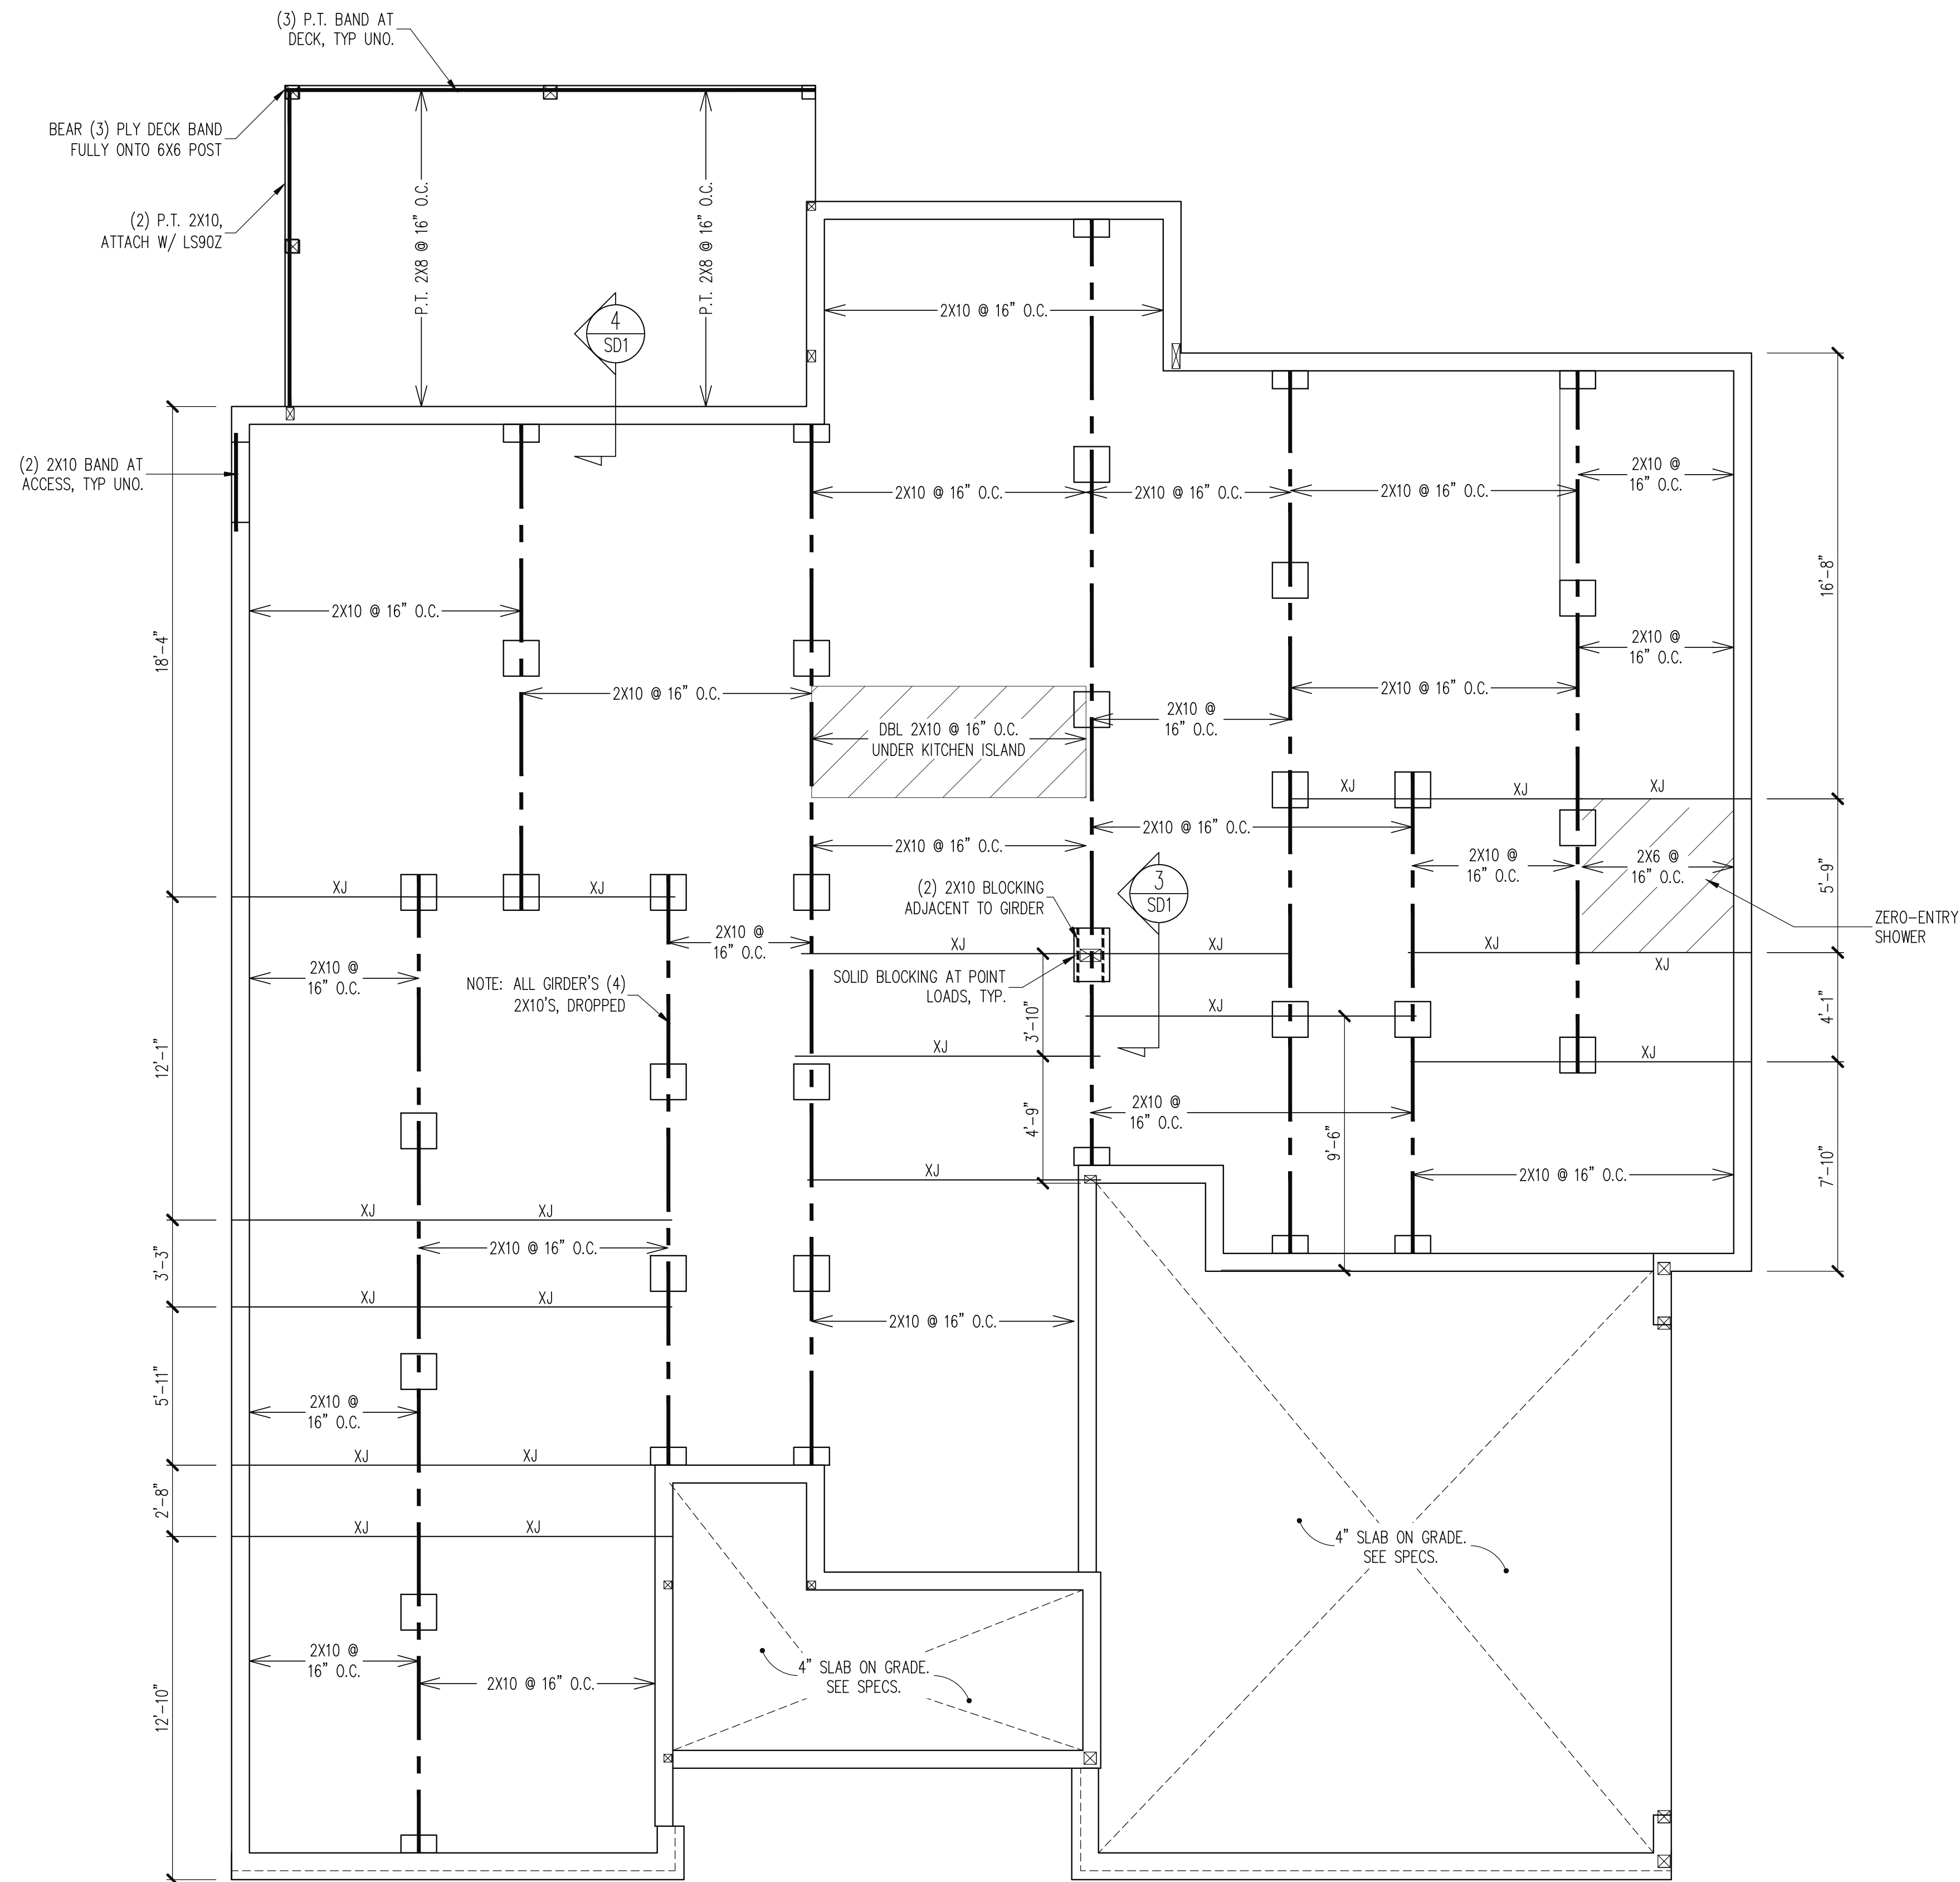 (3) P.T. BAND AT
DECK, TYP UNO.
BEAR (3) PLY DECK BAND
FULLY ONTO 6X6 POST
(2) P.T. 2X10,
ATTACH W/ LS90Z
P.T. 2X8 @ 16" O.C.
P.T. 2X8 @ 16" O.C.
4
SD1
2X10 @ 16" O.C.
(2) 2X10 BAND AT
ACCESS, TYP UNO.
2X10 @ 16" O.C.
2X10 @ 16" O.C.
2X10 @ 16" O.C.
2X10 @
16" O.C.
16'-8"
18'-4"
2X10 @ 16" O.C.
2X10 @ 16" O.C.
2X10 @
16" O.C.
2X10 @ 16" O.C.
2X10 @
16" O.C.
DBL 2X10 @ 16" O.C.
UNDER KITCHEN ISLAND
XJ
XJ
XJ
2X10 @ 16" O.C.
2X10 @ 16" O.C.
2X10 @
16" O.C.
2X6 @
16" O.C.
5'-9"
XJ
XJ
(2) 2X10 BLOCKING
ADJACENT TO GIRDER
3
SD1
ZERO-ENTRY
SHOWER
2X10 @
16" O.C.
XJ
XJ
XJ
XJ
2X10 @
16" O.C.
NOTE: ALL GIRDER'S (4)
2X10'S, DROPPED
SOLID BLOCKING AT POINT
LOADS, TYP.
XJ
3'-10"
4'-1"
12'-1"
XJ
XJ
2X10 @
16" O.C.
4'-9"
9'-6"
7'-10"
XJ
2X10 @ 16" O.C.
XJ
XJ
2X10 @ 16" O.C.
3'-3"
XJ
XJ
2X10 @ 16" O.C.
5'-11"
2X10 @
16" O.C.
XJ
XJ
2'-8"
XJ
XJ
4" SLAB ON GRADE.
SEE SPECS.
2X10 @
16" O.C.
2X10 @ 16" O.C.
4" SLAB ON GRADE.
SEE SPECS.
12'-10"